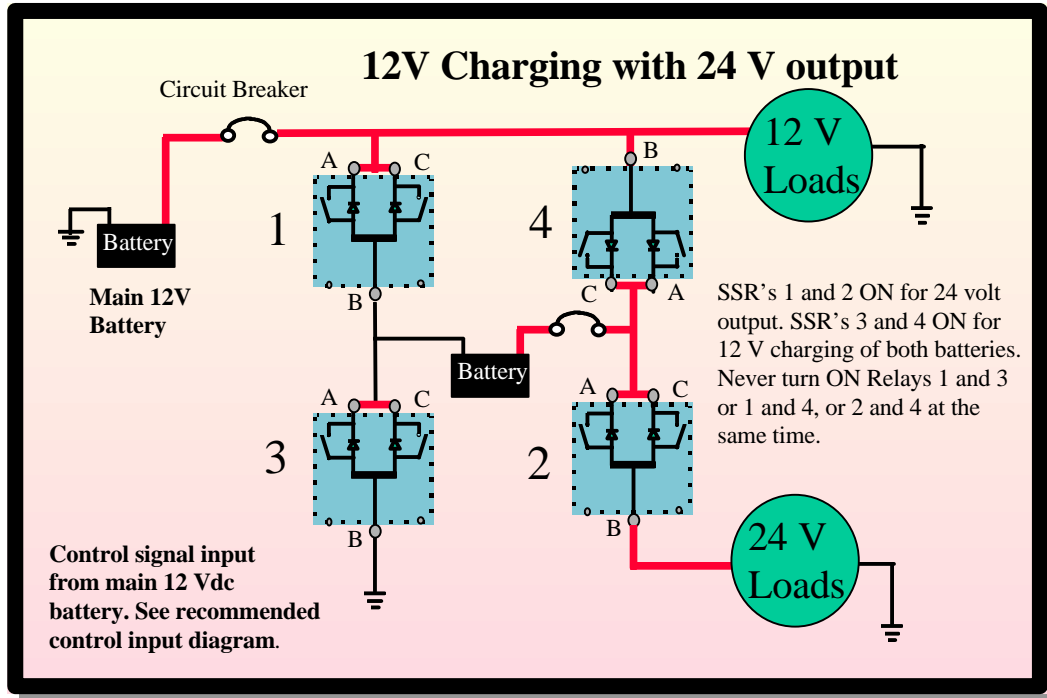 12V Charging with 24 V output
Circuit Breaker
12 V
Loads
A
C
B
1
4
Battery
Main 12V
Battery
B
C
A
SSR's 1 and 2 ON for 24 volt
output. SSR's 3 and 4 ON for
12 V charging of both batteries.
Never turn ON Relays 1 and 3
or 1 and 4, or 2 and 4 at the
same time.
Battery
A
C
A
C
3
2
B
B
24 V
Loads
Control signal input
from main 12 Vdc
battery. See recommended
control input diagram.